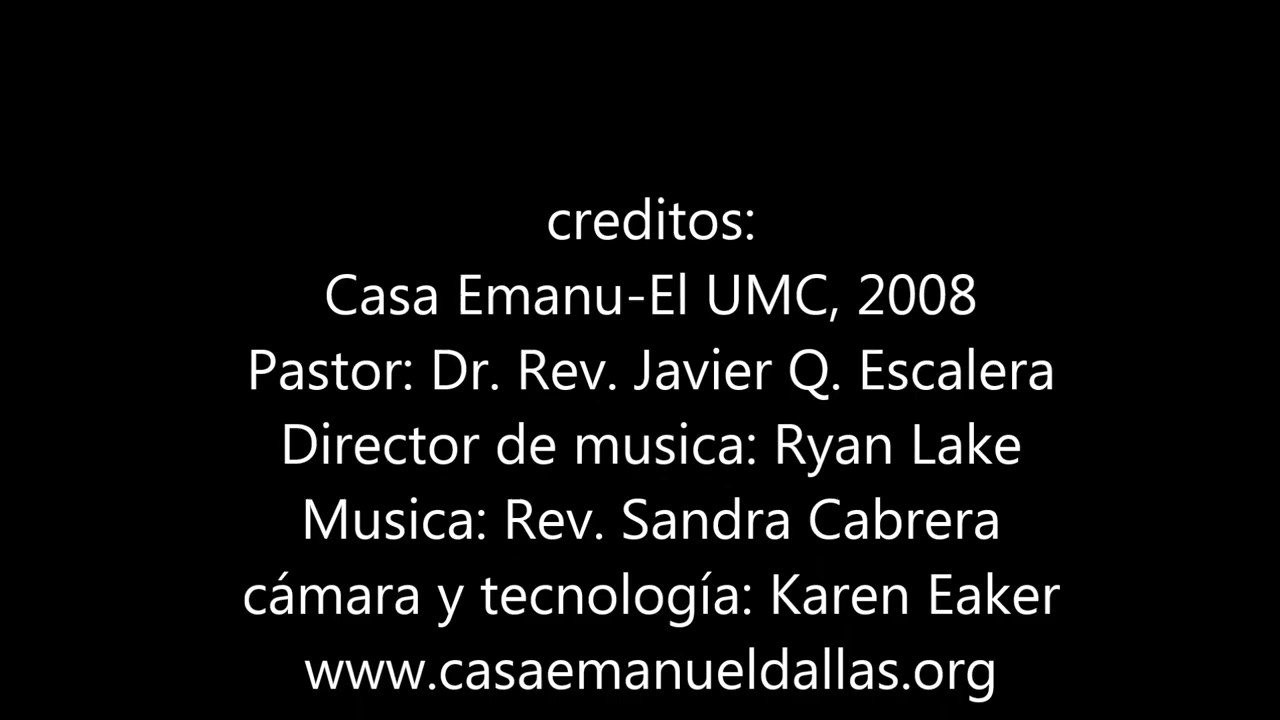 creditos:
Casa Emanu-El UMC, 2008
Pastor: Dr. Rev. Javier Q. Escalera
Director de musica: Ryan Lake
Musica: Rev. Sandra Cabrera
cámara y tecnología: Karen Eaker
www.casaemanueldallas.org